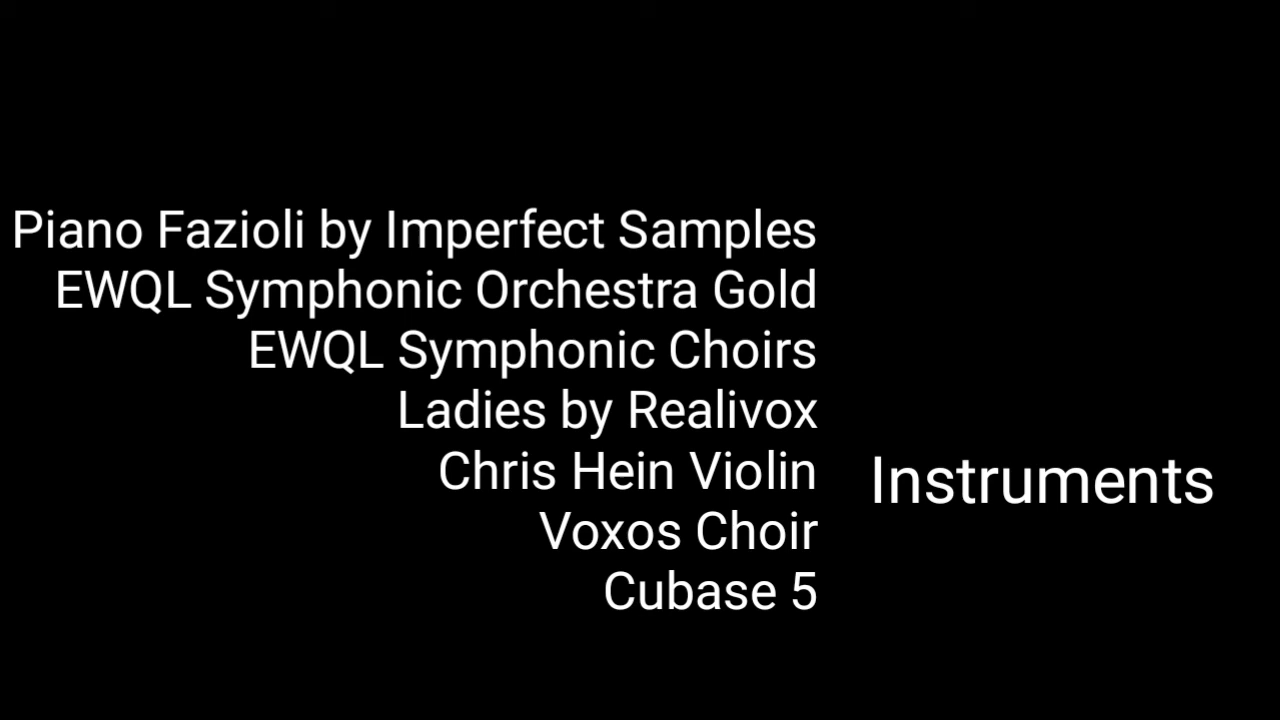 Piano Fazioli by Imperfect Samples
EWQL Symphonic Orchestra Gold
EWQL Symphonic Choirs
Ladies by Realivox
Chris Hein Violin
Voxos Choir
Cubase 5
Instruments